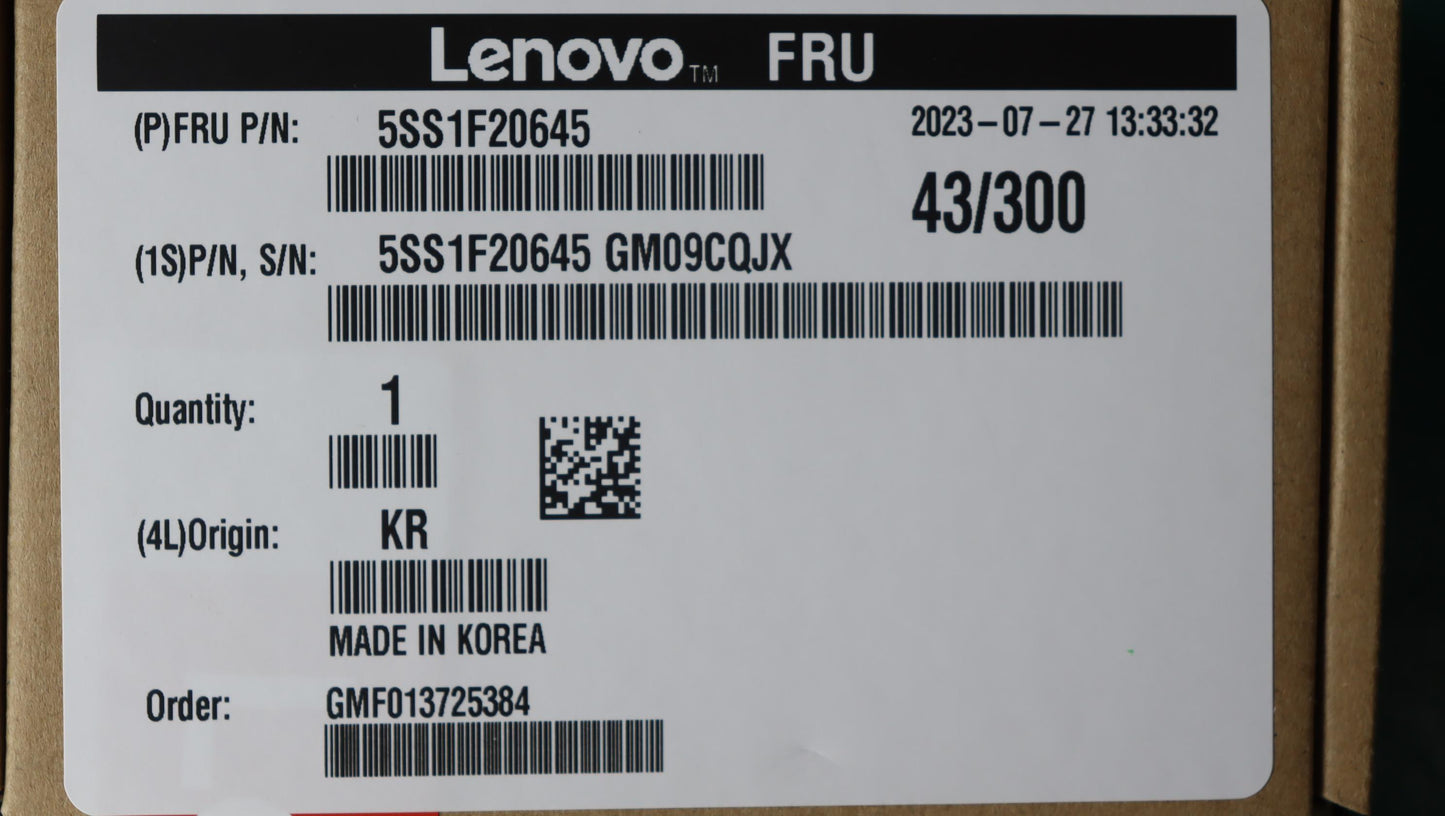 Lenovo™ FRU
(P)FRU P/N: 5SS1F20645 2023-07-27 13:33:32
43/300
(1S)P/N, S/N: 5SS1F20645 GM09CQJX
Quantity: 1
(4L)Origin: KR
MADE IN KOREA
Order: GMF013725384